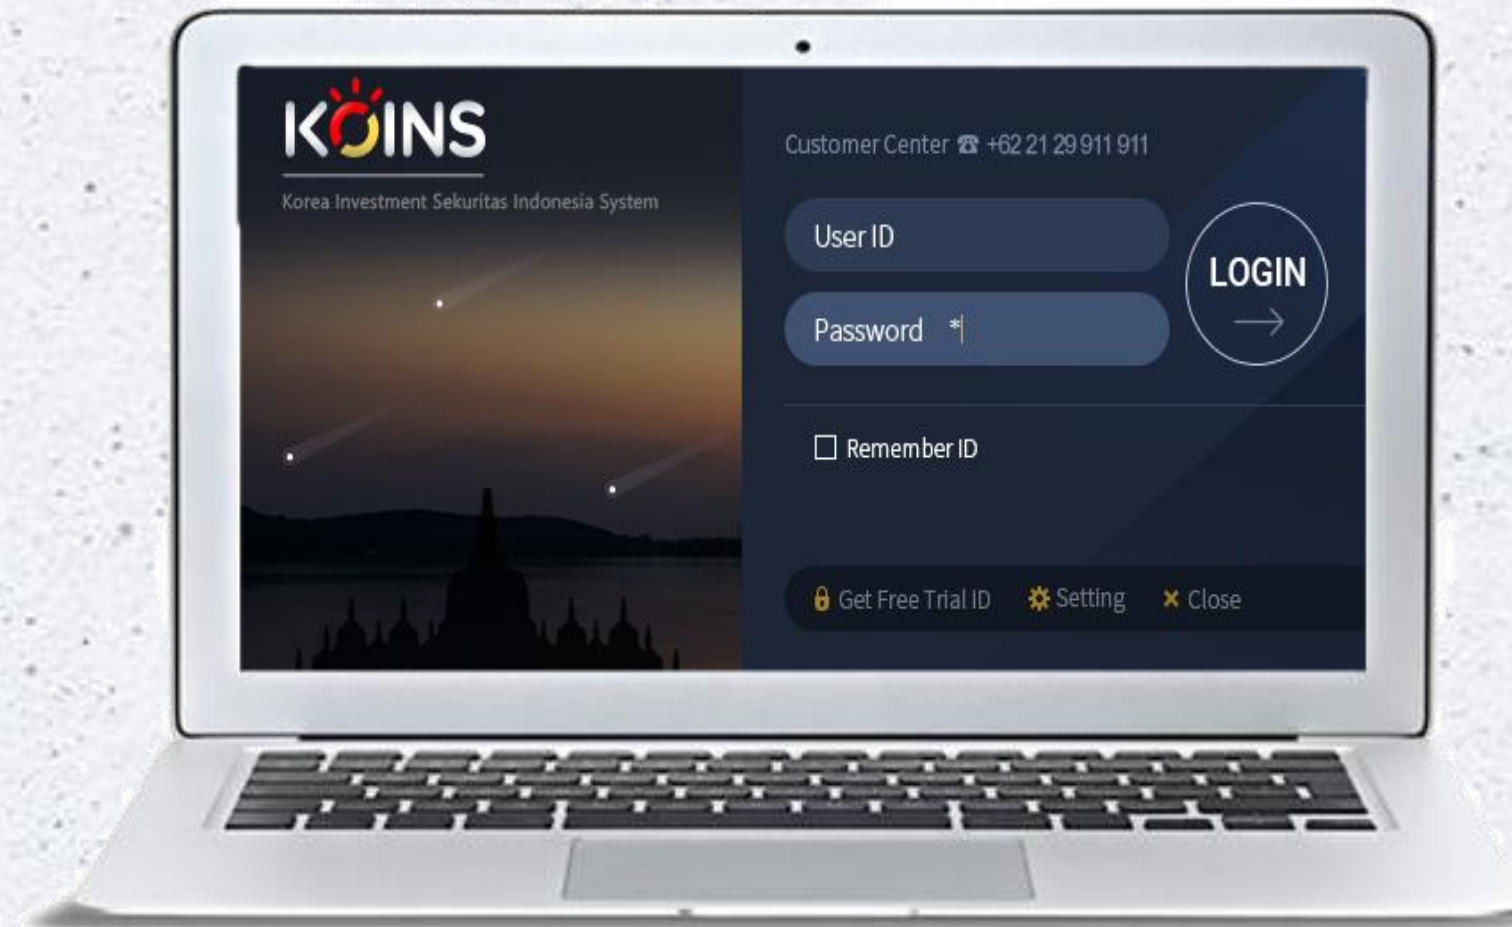 KOINS
Korea Investment Sekuritas Indonesia System
Customer Center ☎ +62 21 29 911 911
User ID
Password *
LOGIN
Remember ID
Get Free Trial ID Setting Close